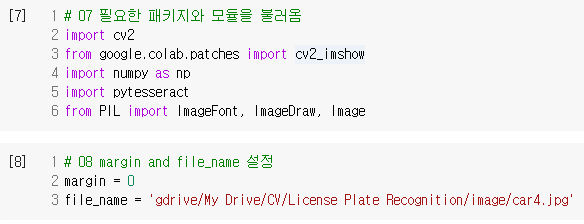 [7] 1 # 07 필요한 패키지와 모듈을 불러옴
2 import cv2
3 from google.colab.patches import cv2_imshow
4 import numpy as np
5 import pytesseract
6 from PIL import ImageFont, ImageDraw, Image
[8] 1 # 08 margin and file_name 설정
2 margin = 0
3 file_name = 'gdrive/My Drive/CV/License Plate Recognition/image/car4.jpg'